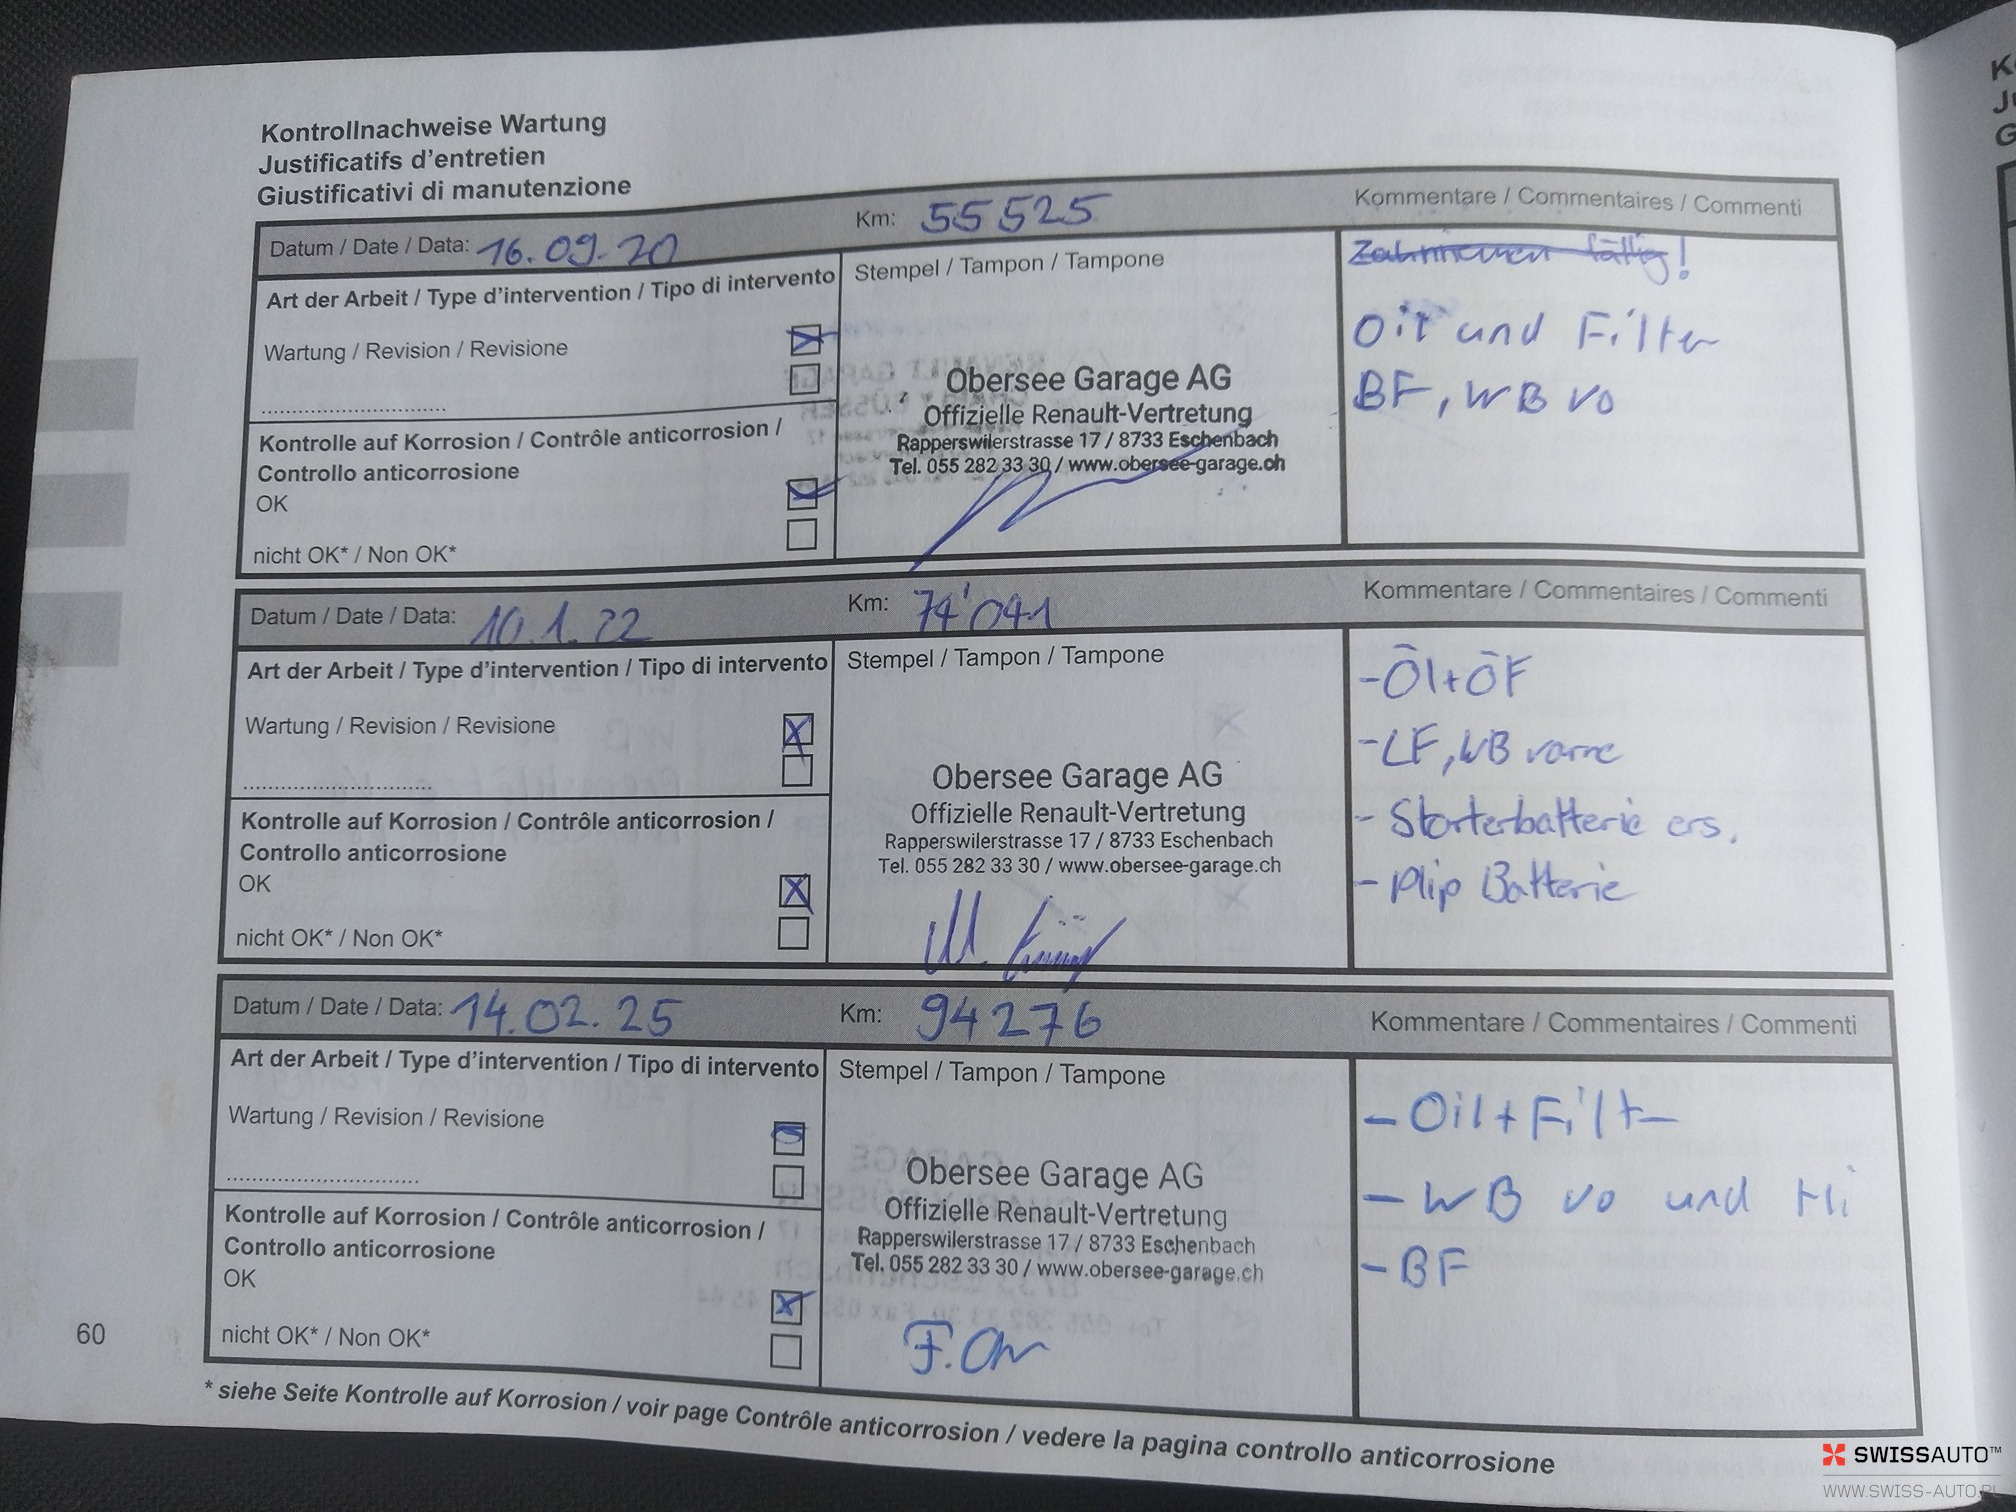 Kontrollnachweise Wartung
Justificatifs d'entretien
Giustificativi di manutenzione
Datum / Date / Data: 16.09.20
Km: 55525
Kommentare / Commentaires / Commenti
Art der Arbeit / Type d'intervention / Tipo di intervento
Wartung / Revision / Revisione
Kontrolle auf Korrosion / Contrôle anticorrosion /
Controllo anticorrosione
OK
nicht OK* / Non OK*
Stempel / Tampon / Tampone
Obersee Garage AG
Offizielle Renault-Vertretung
Rapperswilerstrasse 17 / 8733 Eschenbach
Tel. 055 282 33 30 / www.obersee-garage.ch
Zahnriemen fällig!
Oil und Filter
BF, WB vo
Datum / Date / Data: 10.1.22
Km: 74'041
Kommentare / Commentaires / Commenti
Art der Arbeit / Type d'intervention / Tipo di intervento
Wartung / Revision / Revisione
Kontrolle auf Korrosion / Contrôle anticorrosion /
Controllo anticorrosione
OK
nicht OK* / Non OK*
Stempel / Tampon / Tampone
Obersee Garage AG
Offizielle Renault-Vertretung
Rapperswilerstrasse 17 / 8733 Eschenbach
Tel. 055 282 33 30 / www.obersee-garage.ch
- Öl + ÖF
- LF, WB vorne
- Starterbatterie ers.
- Plip Batterie
Datum / Date / Data: 14.02.25
Km: 94276
Kommentare / Commentaires / Commenti
Art der Arbeit / Type d'intervention / Tipo di intervento
Wartung / Revision / Revisione
Kontrolle auf Korrosion / Contrôle anticorrosion /
Controllo anticorrosione
OK
nicht OK* / Non OK*
Stempel / Tampon / Tampone
Obersee Garage AG
Offizielle Renault-Vertretung
Rapperswilerstrasse 17 / 8733 Eschenbach
Tel. 055 282 33 30 / www.obersee-garage.ch
- Oil + Filter
- WB vo und Hi
- BF
60
* siehe Seite Kontrolle auf Korrosion / voir page Contrôle anticorrosion / vedere la pagina controllo anticorrosione
SWISSAUTO™
WWW.SWISS-AUTO.PL